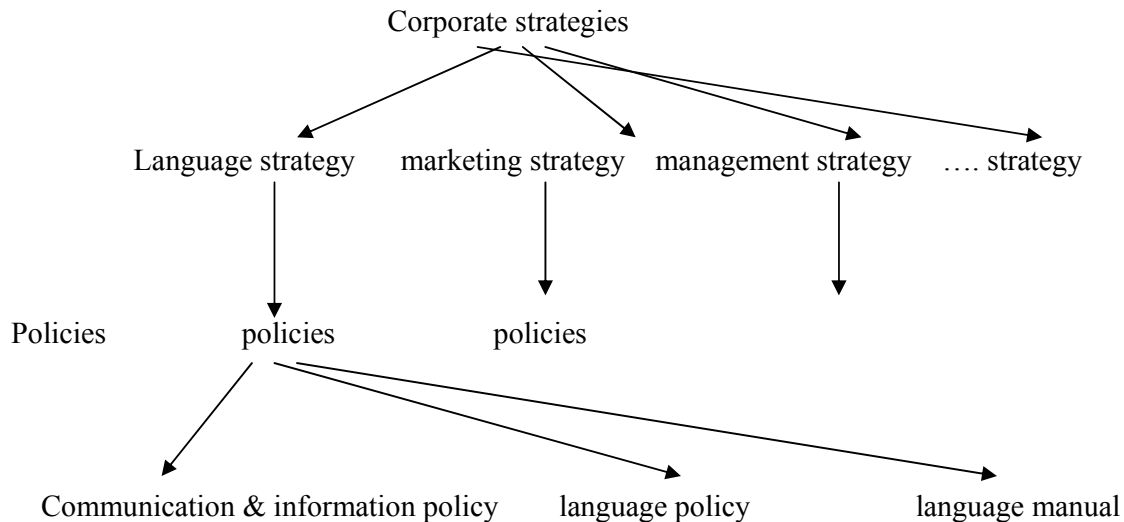 Corporate strategies
Language strategy marketing strategy management strategy …. strategy
Policies policies policies
Communication & information policy language policy language manual